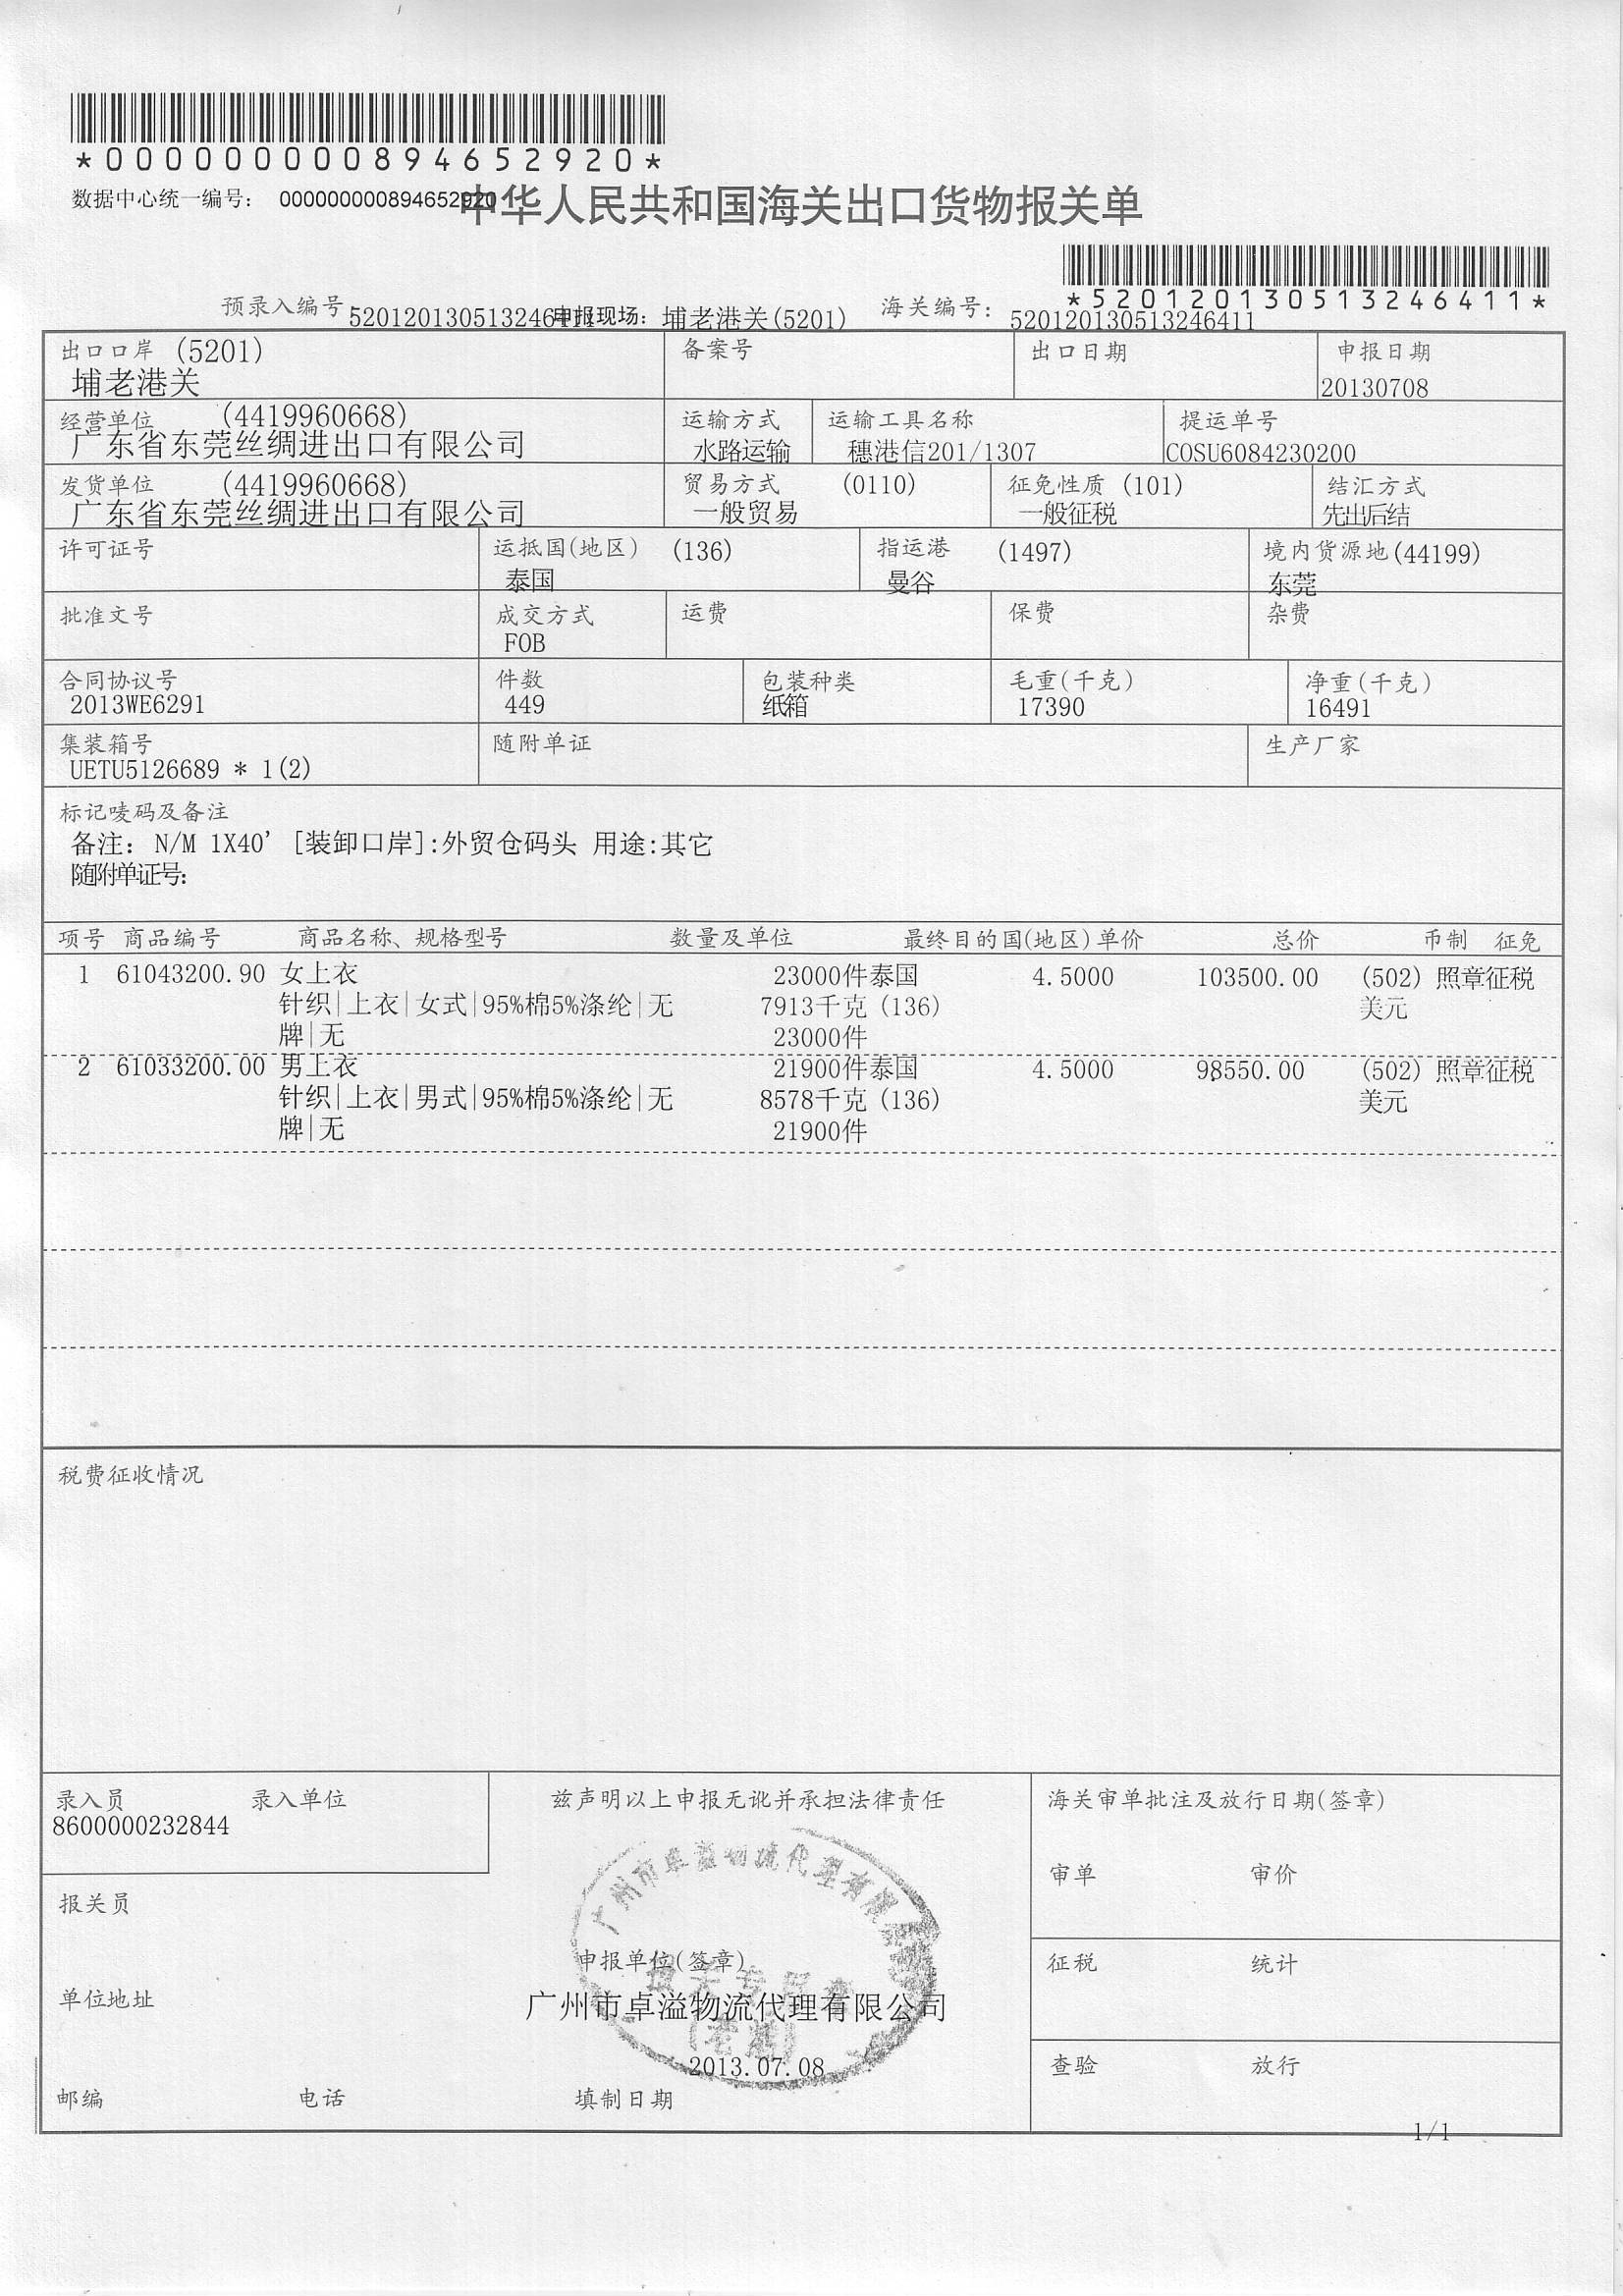 *000000000894652920*
数据中心统一编号: 000000000894652920
中华人民共和国海关出口货物报关单
*520120130513246411*
预录入编号: 520120130513246411 申报现场: 埔老港关(5201) 海关编号: 520120130513246411
出口口岸 (5201) 备案号 出口日期 申报日期
埔老港关 20130708
经营单位 (4419960668) 运输方式 运输工具名称 提运单号
广东省东莞丝绸进出口有限公司 水路运输 穗港信201/1307 COSU6084230200
发货单位 (4419960668) 贸易方式 (0110) 征免性质 (101) 结汇方式
广东省东莞丝绸进出口有限公司 一般贸易 一般征税 先出后结
许可证号 运抵国(地区) (136) 指运港 (1497) 境内货源地(44199)
泰国 曼谷 东莞
批准文号 成交方式 运费 保费 杂费
FOB
合同协议号 件数 包装种类 毛重(千克) 净重(千克)
2013WE6291 449 纸箱 17390 16491
集装箱号 随附单证 生产厂家
UETU5126689 * 1(2)
标记唛码及备注
备注: N/M 1X40' [装卸口岸]:外贸仓码头 用途:其它
随附单证号:
项号 商品编号 商品名称、规格型号 数量及单位 最终目的国(地区)单价 总价 币制 征免
1 61043200.90 女上衣 23000件泰国 4.5000 103500.00 (502) 照章征税
针织|上衣|女式|95%棉5%涤纶|无 7913千克 (136) 美元
牌|无 23000件
2 61033200.00 男上衣 21900件泰国 4.5000 98550.00 (502) 照章征税
针织|上衣|男式|95%棉5%涤纶|无 8578千克 (136) 美元
牌|无 21900件
税费征收情况
录入员 录入单位 兹声明以上申报无讹并承担法律责任 海关审单批注及放行日期(签章)
8600000232844
广州市卓溢物流代理有限公司
审单 审价
报关员
申报单位(签章) 征税 统计
报关专用章
单位地址
广州市卓溢物流代理有限公司
(老港)
2013.07.08 查验 放行
邮编 电话 填制日期
1/1